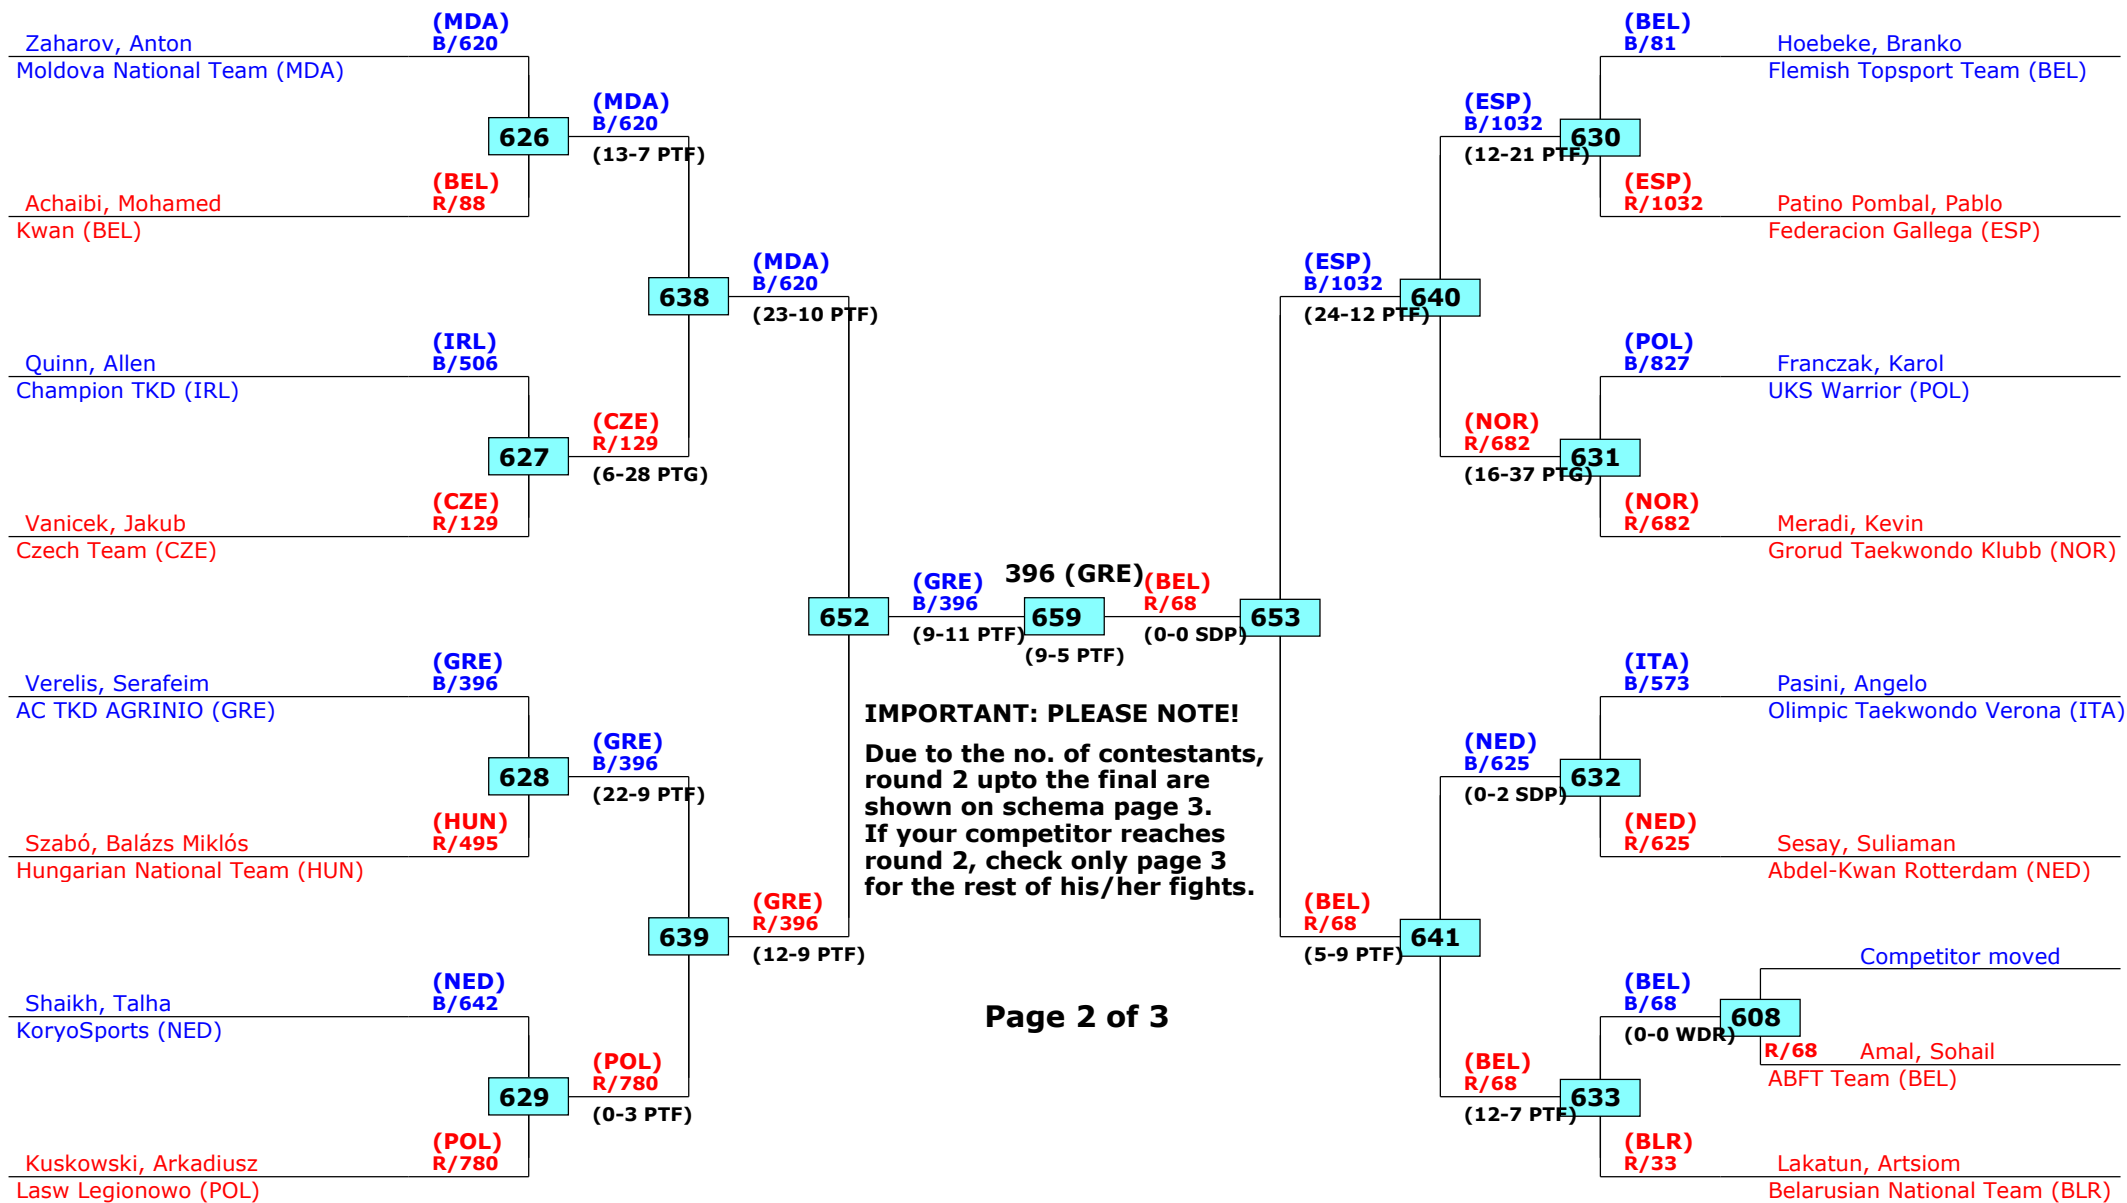 (MDA)
Zaharov, Anton B/620
Moldova National Team (MDA)
(MDA)
B/620
626
(13-7 PTF)
(BEL)
Achaibi, Mohamed R/88
Kwan (BEL)
(MDA)
B/620
638
(23-10 PTF)
(IRL)
Quinn, Allen B/506
Champion TKD (IRL)
(CZE)
R/129
627
(6-28 PTG)
(CZE)
Vanicek, Jakub R/129
Czech Team (CZE)
(GRE)
B/396
652
(9-11 PTF)
396 (GRE)
659
(9-5 PTF)
(BEL)
R/68
653
(0-0 SDP)
(GRE)
Verelis, Serafeim B/396
AC TKD AGRINIO (GRE)
(GRE)
B/396
628
(22-9 PTF)
(HUN)
Szabó, Balázs Miklós R/495
Hungarian National Team (HUN)
(GRE)
R/396
639
(12-9 PTF)
(NED)
Shaikh, Talha B/642
KoryoSports (NED)
(POL)
R/780
629
(0-3 PTF)
(POL)
Kuskowski, Arkadiusz R/780
Lasw Legionowo (POL)
IMPORTANT: PLEASE NOTE!
Due to the no. of contestants,
round 2 upto the final are
shown on schema page 3.
If your competitor reaches
round 2, check only page 3
for the rest of his/her fights.
Page 2 of 3
(BEL)
B/81 Hoebeke, Branko
Flemish Topsport Team (BEL)
(ESP)
B/1032
630
(12-21 PTF)
(ESP)
R/1032 Patino Pombal, Pablo
Federacion Gallega (ESP)
(ESP)
B/1032
640
(24-12 PTF)
(POL)
B/827 Franczak, Karol
UKS Warrior (POL)
(NOR)
R/682
631
(16-37 PTG)
(NOR)
R/682 Meradi, Kevin
Grorud Taekwondo Klubb (NOR)
(ITA)
B/573 Pasini, Angelo
Olimpic Taekwondo Verona (ITA)
(NED)
B/625
632
(0-2 SDP)
(NED)
R/625 Sesay, Suliaman
Abdel-Kwan Rotterdam (NED)
(BEL)
R/68
641
(5-9 PTF)
Competitor moved
(BEL)
B/68
608
(0-0 WDR)
R/68 Amal, Sohail
ABFT Team (BEL)
(BEL)
R/68
633
(12-7 PTF)
(BLR)
R/33 Lakatun, Artsiom
Belarusian National Team (BLR)